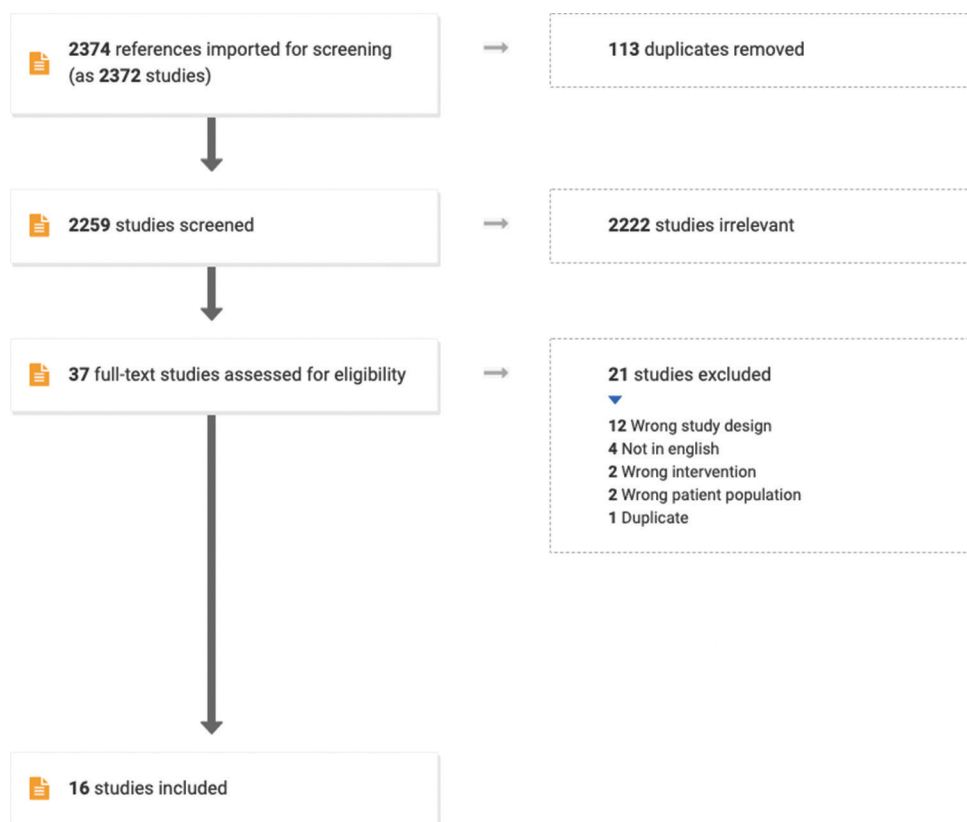 2374 references imported for screening
(as 2372 studies)
113 duplicates removed
2259 studies screened
2222 studies irrelevant
37 full-text studies assessed for eligibility
21 studies excluded
12 Wrong study design
4 Not in english
2 Wrong intervention
2 Wrong patient population
1 Duplicate
16 studies included